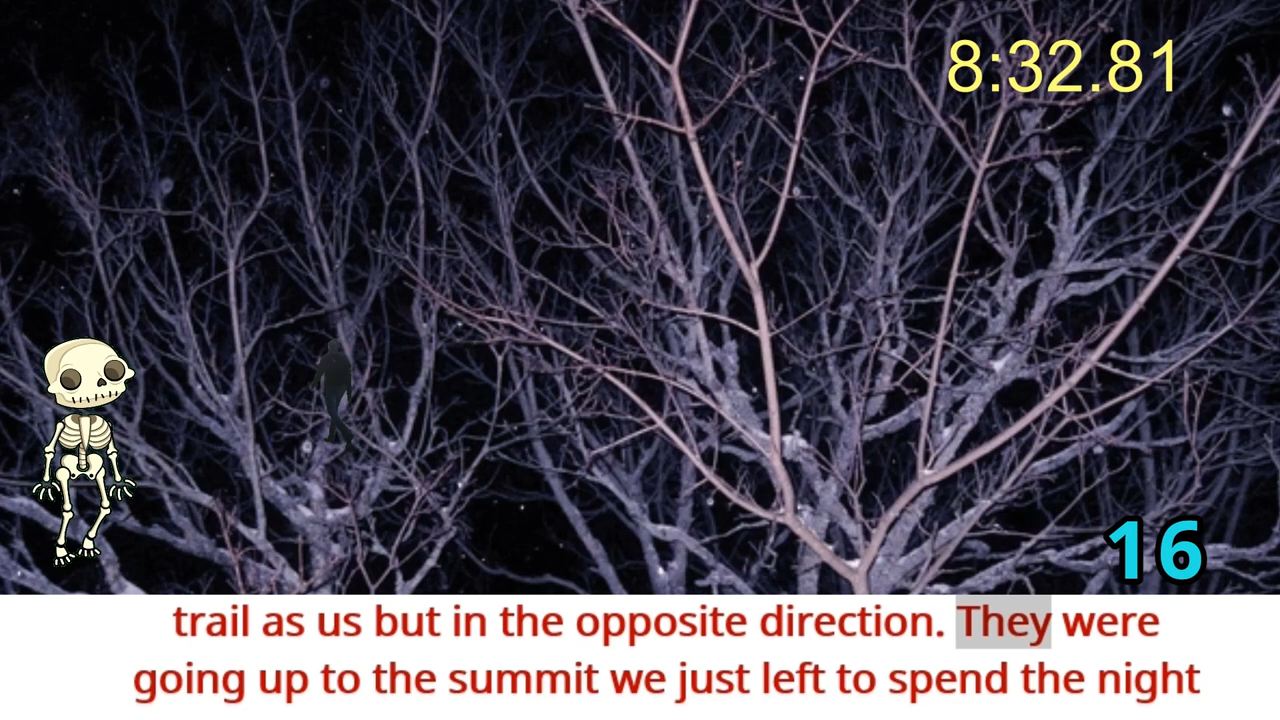 8:32.81
16
trail as us but in the opposite direction. They were
going up to the summit we just left to spend the night